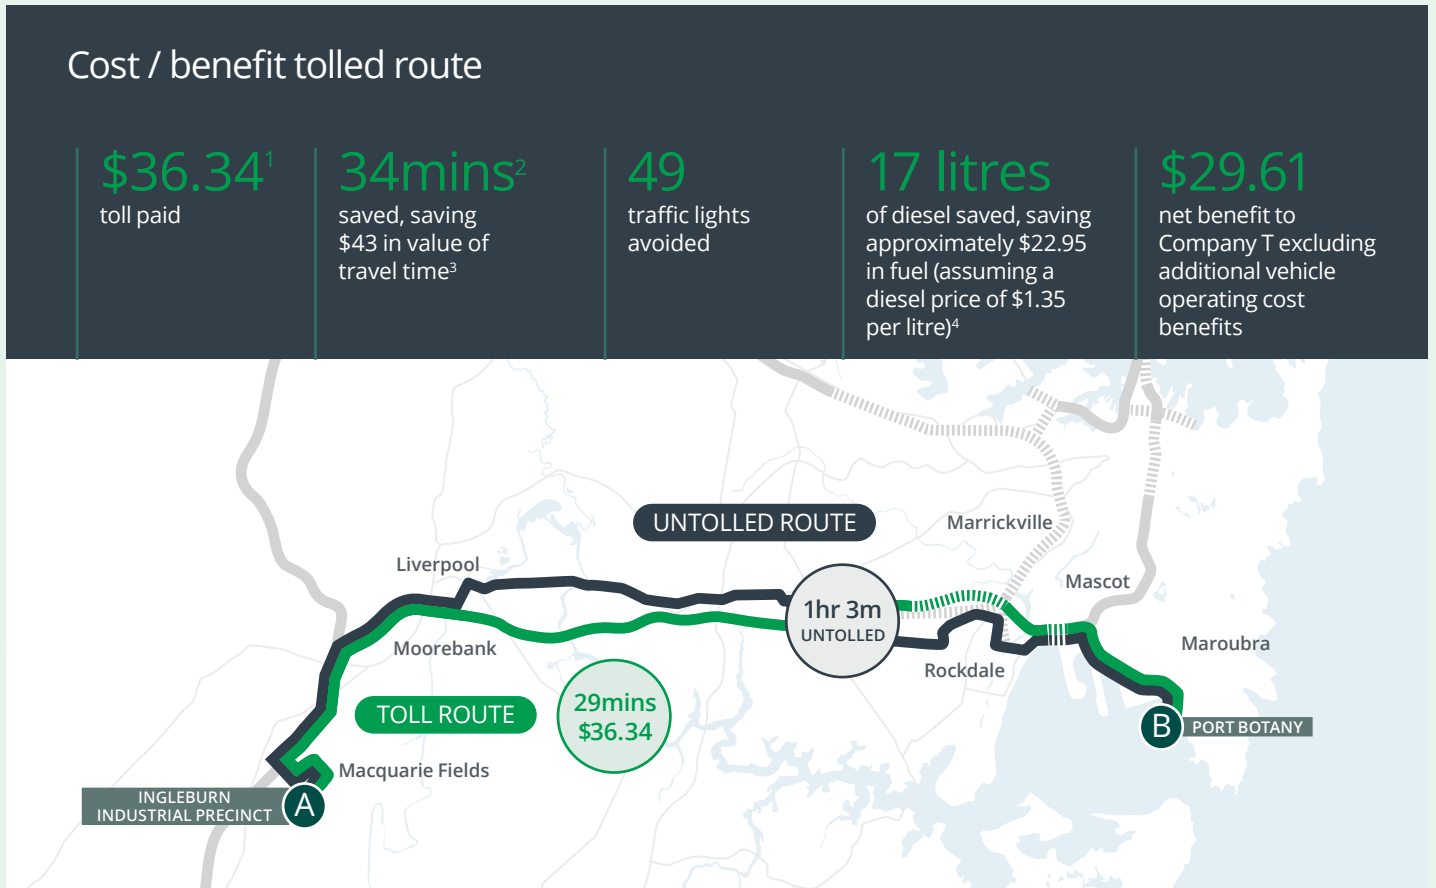 Cost / benefit tolled route
$36.34¹
toll paid
34mins²
saved, saving
$43 in value of
travel time³
49
traffic lights
avoided
17 litres
of diesel saved, saving
approximately $22.95
in fuel (assuming a
diesel price of $1.35
per litre)⁴
$29.61
net benefit to
Company T excluding
additional vehicle
operating cost
benefits
UNTOLLED ROUTE
Marrickville
Liverpool
Mascot
1hr 3m
UNTOLLED
Moorebank
Maroubra
Rockdale
TOLL ROUTE
29mins
$36.34
B
PORT BOTANY
Macquarie Fields
INGLEBURN
INDUSTRIAL PRECINCT
A